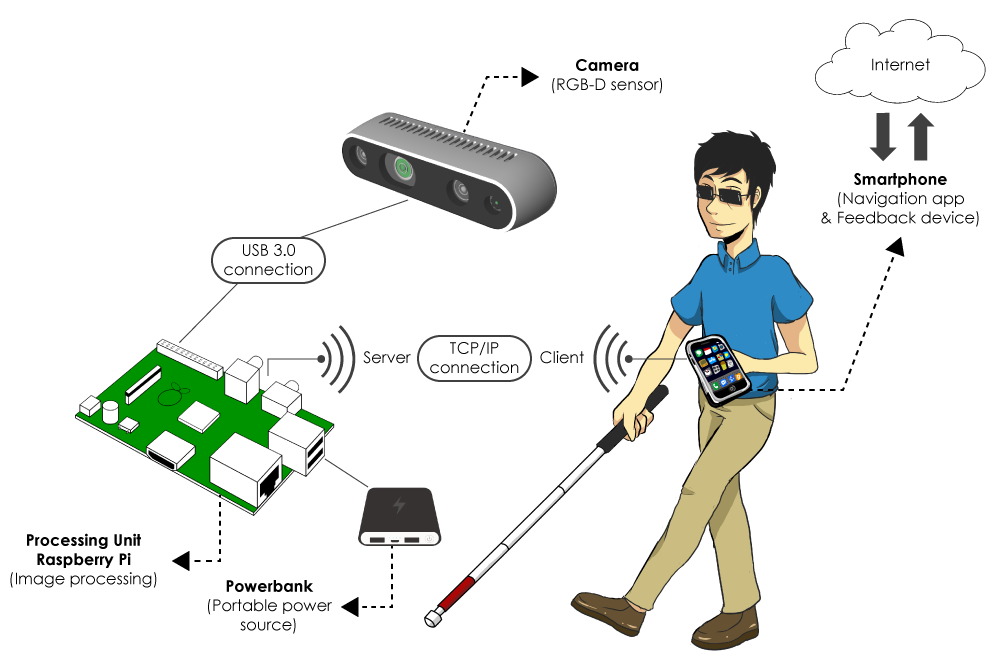 Camera
(RGB-D sensor)
Internet
Smartphone
(Navigation app
& Feedback device)
USB 3.0
connection
Server
TCP/IP
connection
Client
Processing Unit
Raspberry Pi
(Image processing)
Powerbank
(Portable power
source)